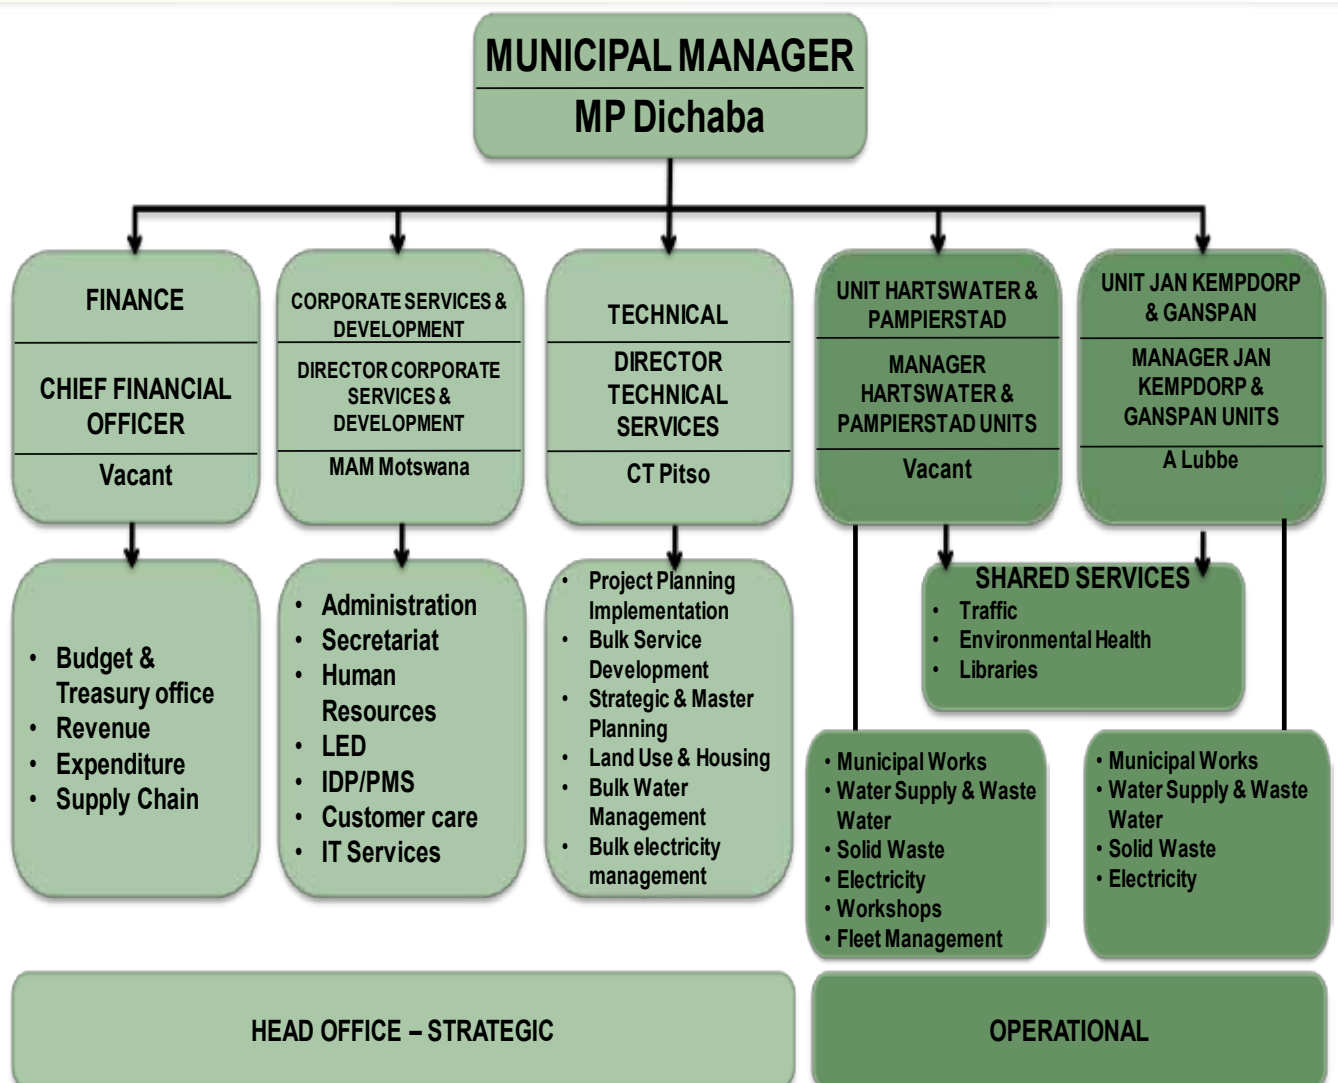 MUNICIPAL MANAGER
MP Dichaba
FINANCE
CHIEF FINANCIAL
OFFICER
Vacant
CORPORATE SERVICES &
DEVELOPMENT
DIRECTOR CORPORATE
SERVICES &
DEVELOPMENT
MAM Motswana
TECHNICAL
DIRECTOR
TECHNICAL
SERVICES
CT Pitso
UNIT HARTSWATER &
PAMPIERSTAD
MANAGER
HARTSWATER &
PAMPIERSTAD UNITS
Vacant
UNIT JAN KEMPDORP
& GANSPAN
MANAGER JAN
KEMPDORP &
GANSPAN UNITS
A Lubbe
• Budget &
Treasury office
• Revenue
• Expenditure
• Supply Chain
• Administration
• Secretariat
• Human
Resources
• LED
• IDP/PMS
• Customer care
• IT Services
• Project Planning
Implementation
• Bulk Service
Development
• Strategic & Master
Planning
• Land Use & Housing
• Bulk Water
Management
• Bulk electricity
management
SHARED SERVICES
• Traffic
• Environmental Health
• Libraries
• Municipal Works
• Water Supply & Waste
Water
• Solid Waste
• Electricity
• Workshops
• Fleet Management
• Municipal Works
• Water Supply & Waste
Water
• Solid Waste
• Electricity
HEAD OFFICE – STRATEGIC
OPERATIONAL